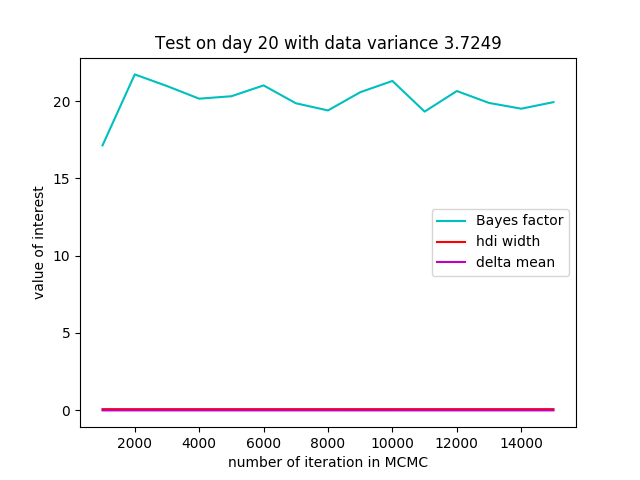 Test on day 20 with data variance 3.7249
value of interest
20
15
10
5
0
Bayes factor
hdi width
delta mean
2000 4000 6000 8000 10000 12000 14000
number of iteration in MCMC